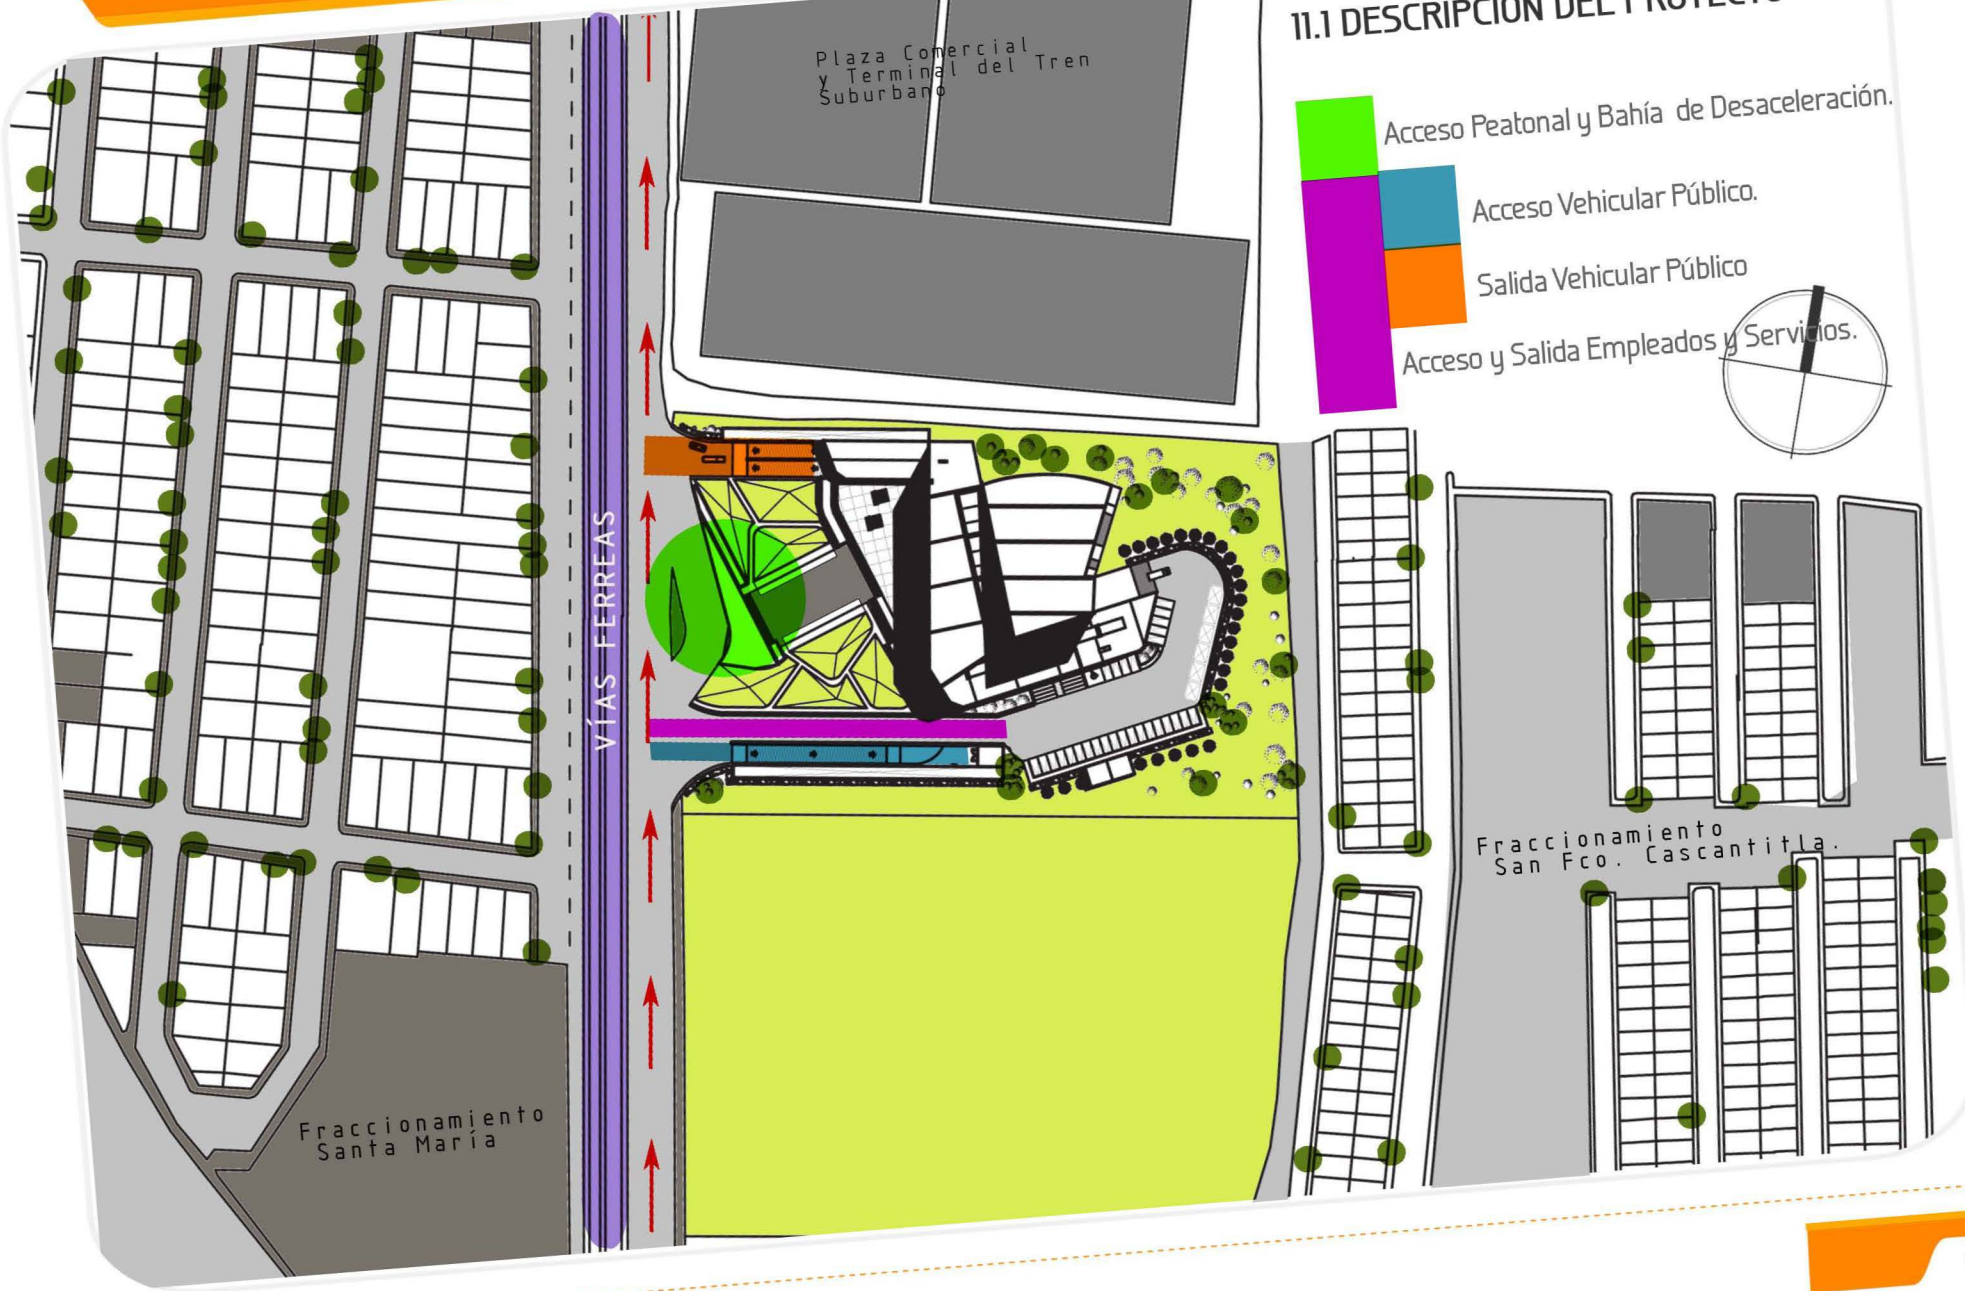 11.1 DESCRIPCIÓN DEL PROYECTO
Plaza Comercial
y Terminal del Tren
Suburbano
Acceso Peatonal y Bahía de Desaceleración.
Acceso Vehicular Público.
Salida Vehicular Público
Acceso y Salida Empleados y Servicios.
VÍAS FERREAS
Fraccionamiento
San Fco. Cascantitla.
Fraccionamiento
Santa María